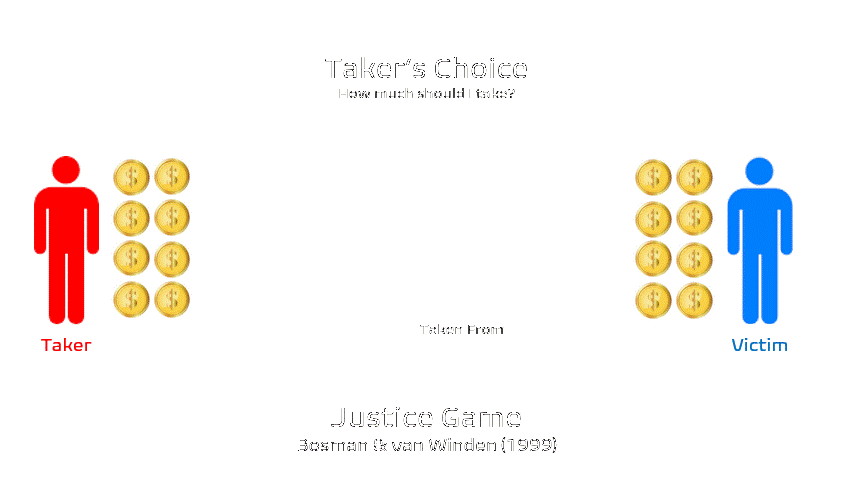 Taker's Choice
How much should I take?
Taken From
Taker
Victim
Justice Game
Bosman & van Winden (1999)